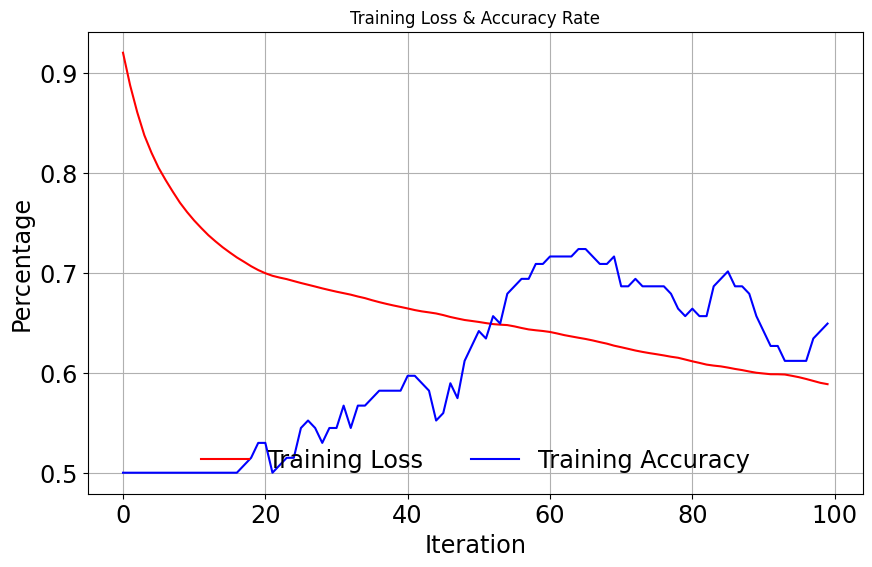 Training Loss & Accuracy Rate
0.9
0.8
0.7
0.6
0.5
Percentage
Training Loss
Training Accuracy
0 20 40 60 80 100
Iteration